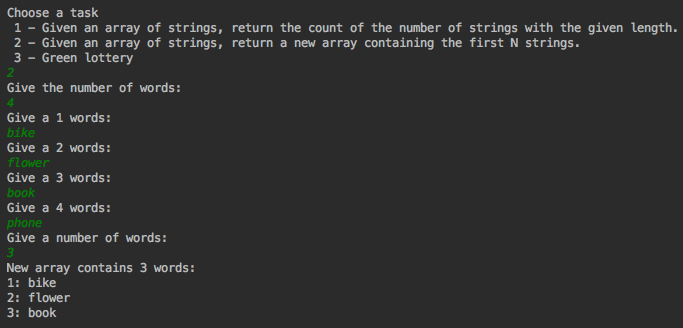 Choose a task
1 – Given an array of strings, return the count of the number of strings with the given length.
2 – Given an array of strings, return a new array containing the first N strings.
3 – Green lottery
2
Give the number of words:
4
Give a 1 words:
bike
Give a 2 words:
flower
Give a 3 words:
book
Give a 4 words:
phone
Give a number of words:
3
New array contains 3 words:
1: bike
2: flower
3: book